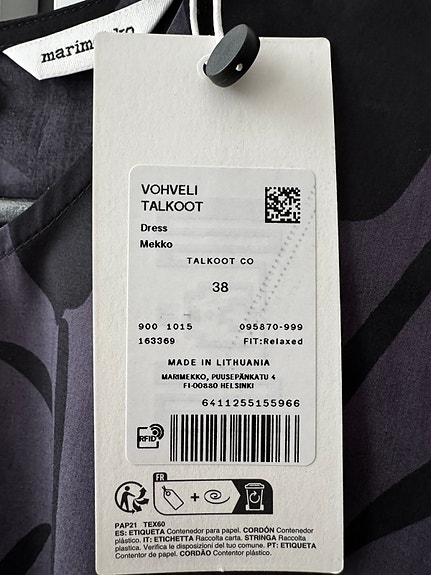 marimekko
VOHVELI
TALKOOT
Dress
Mekko
TALKOOT CO
38
900 1015 095870-999
163369 FIT:Relaxed
MADE IN LITHUANIA
MARIMEKKO, PUUSEPÄNKATU 4
FI-00880 HELSINKI
6411255155966
RFID
FR
+
PAP21 TEX60
ES: ETIQUETA Contenedor para papel. CORDÓN Contenedor
plástico. IT: ETICHETTA Raccolta carta. STRINGA Raccolta
plastica. Verifica le disposizioni del tuo comune. PT: ETIQUETA
Contentor de papel. CORDÃO Contentor plástico.